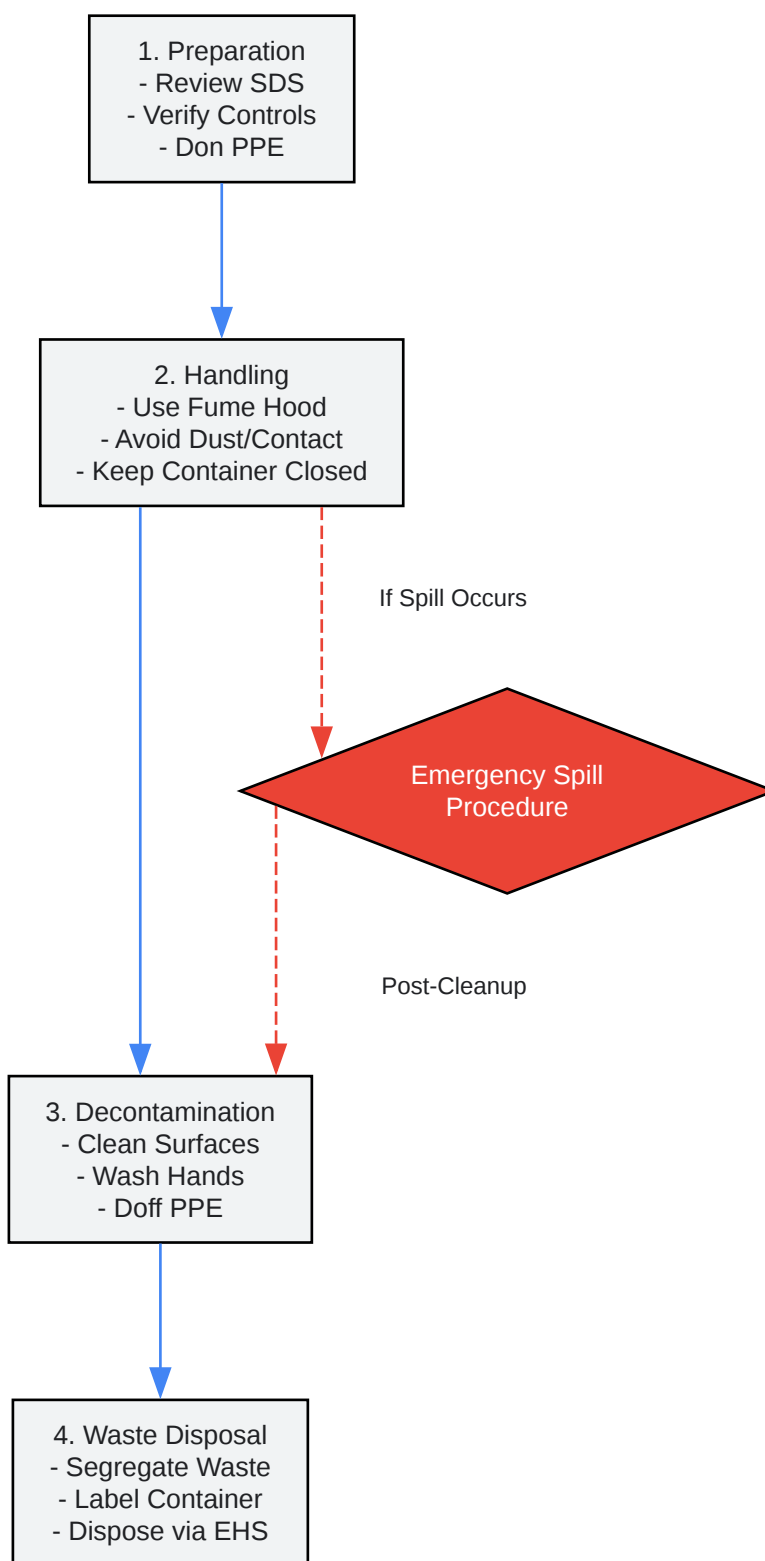 1. Preparation
- Review SDS
- Verify Controls
- Don PPE
2. Handling
- Use Fume Hood
- Avoid Dust/Contact
- Keep Container Closed
If Spill Occurs
Emergency Spill
Procedure
Post-Cleanup
3. Decontamination
- Clean Surfaces
- Wash Hands
- Doff PPE
4. Waste Disposal
- Segregate Waste
- Label Container
- Dispose via EHS